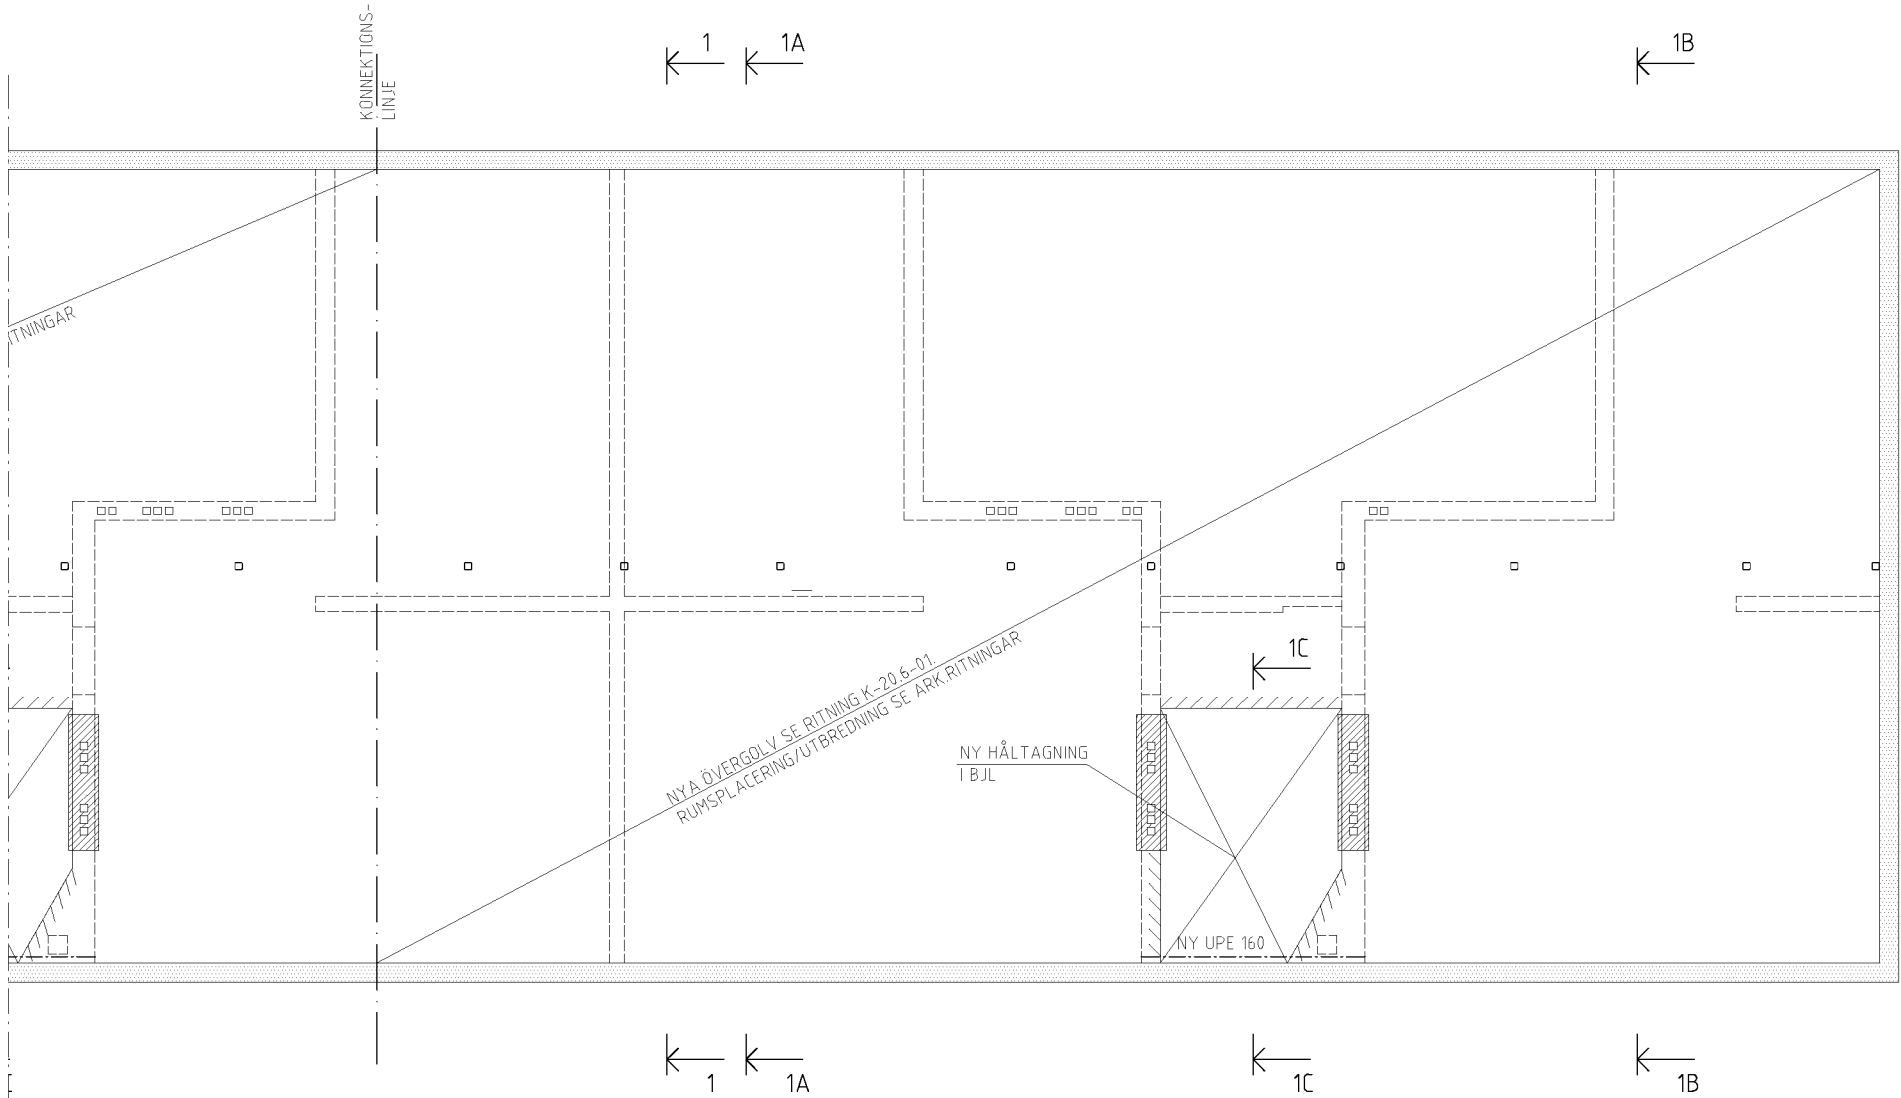 KONNEKTIONS-
LINJE
1
1A
1B
ITNINGAR
NYA ÖVERGOLV SE RITNING K-20.6-01.
RUMSPLACERING/UTBREDNING SE ARK.RITNINGAR
1C
NY HÅLTAGNING
I BJL
NY UPE 160
1
1A
1C
1B